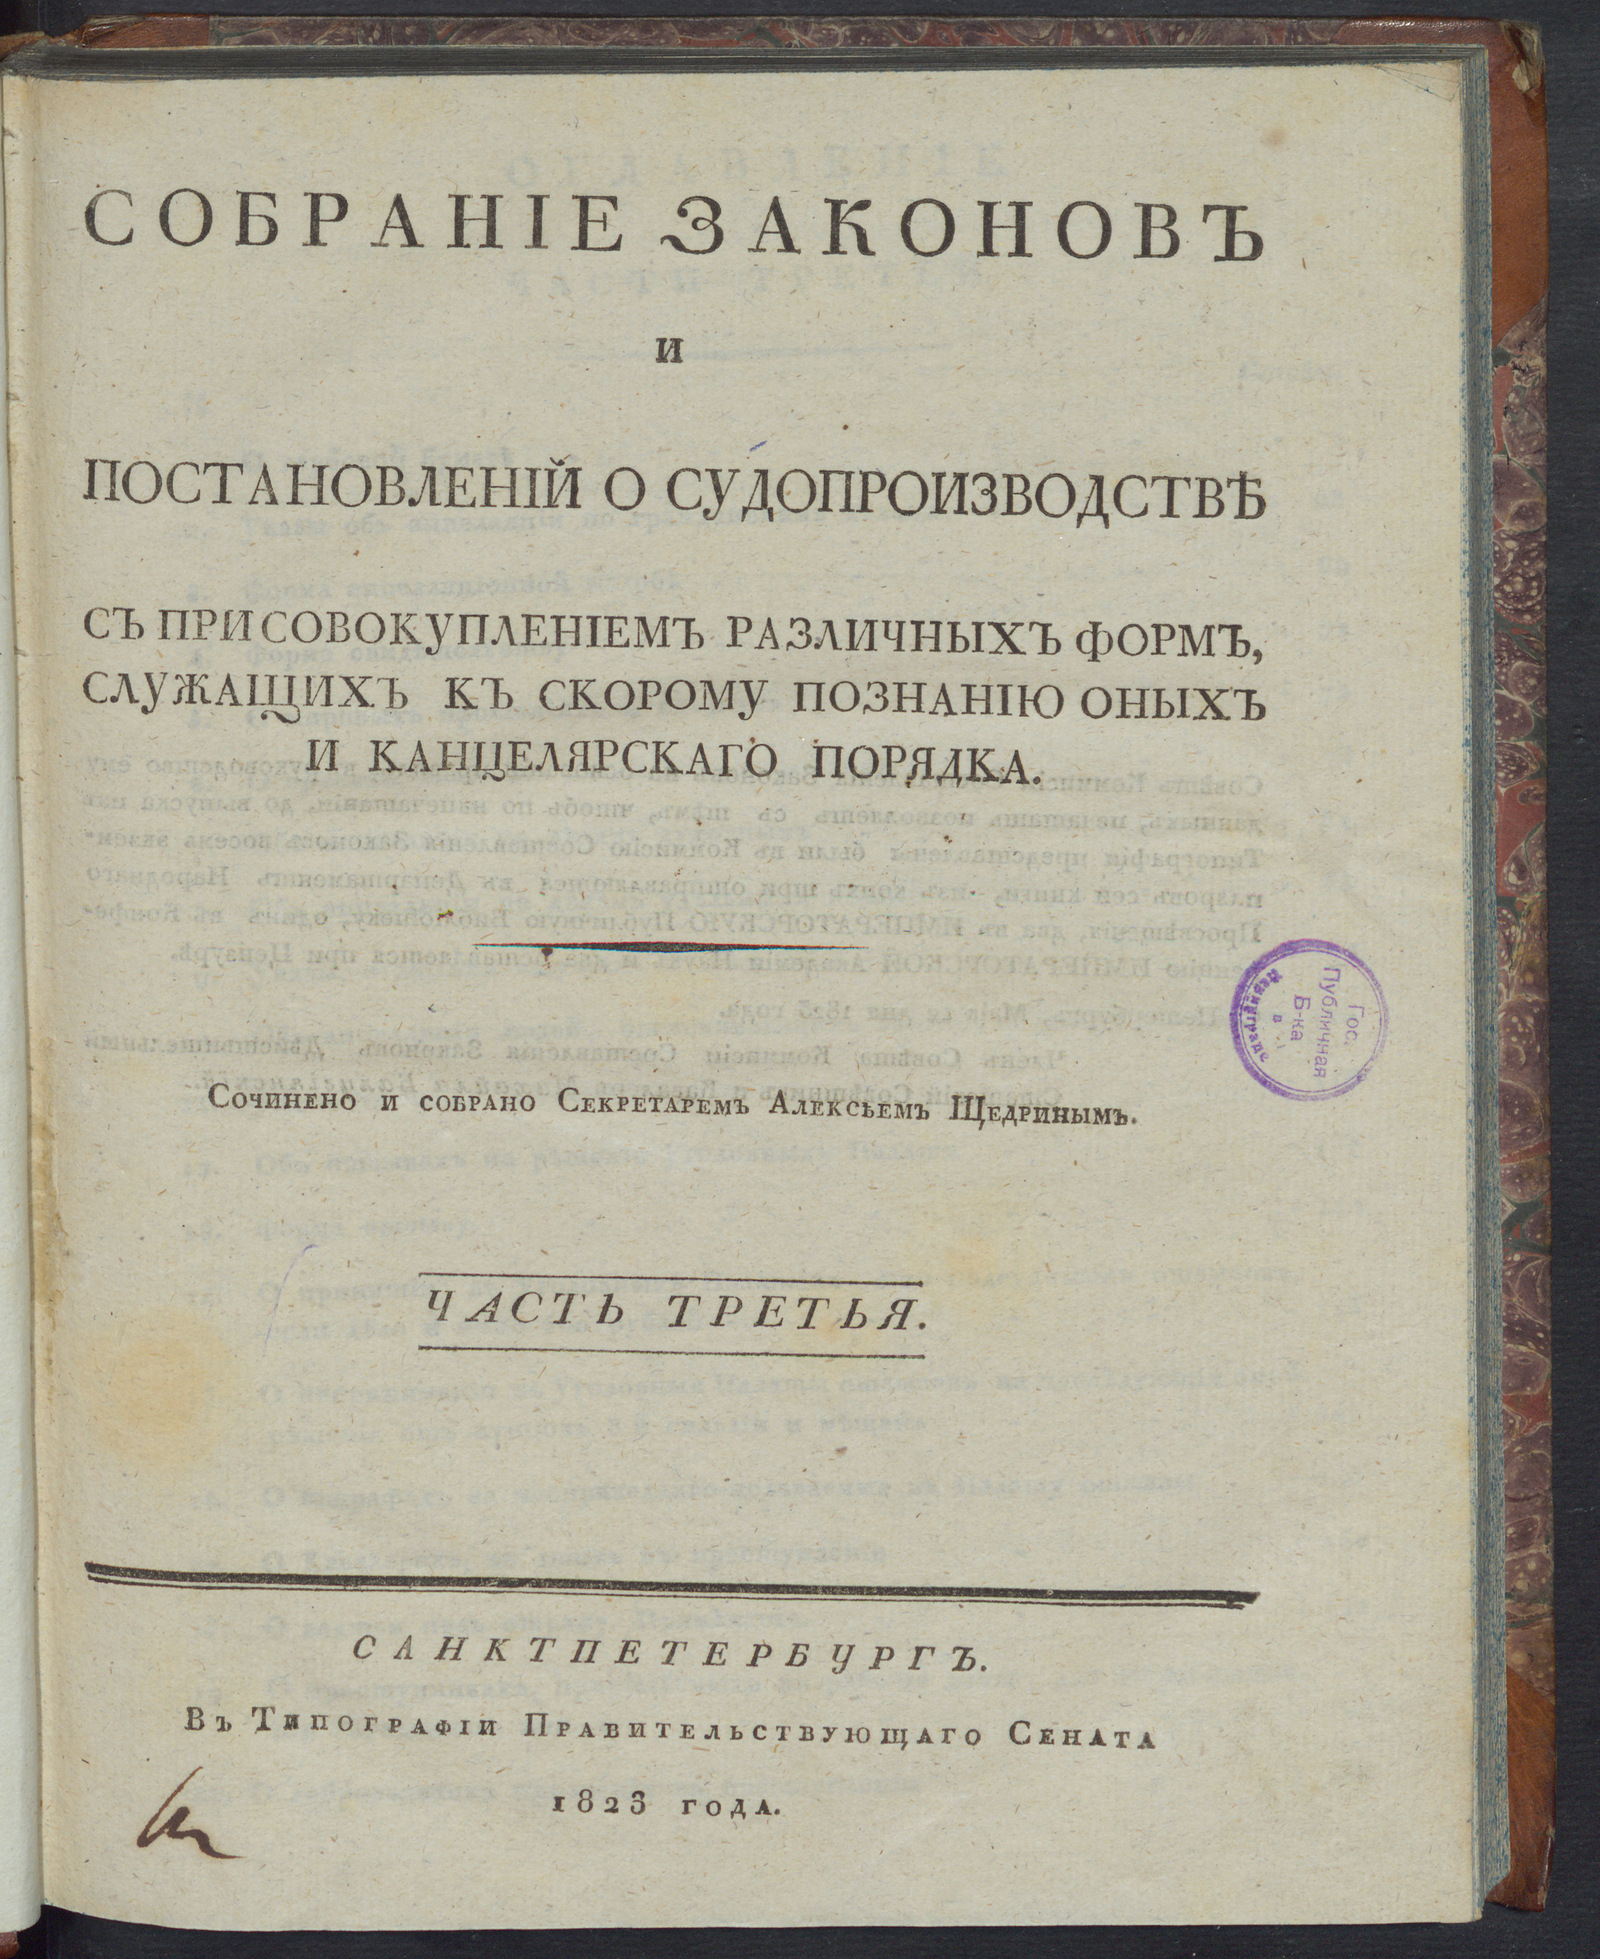 СОБРАНІЕ ЗАКОНОВЪ
И
ПОСТАНОВЛЕНІЙ О СУДОПРОИЗВОДСТВѢ
СЪ ПРИСОВОКУПЛЕНІЕМЪ РАЗЛИЧНЫХЪ ФОРМЪ,
СЛУЖАЩИХЪ КЪ СКОРОМУ ПОЗНАНІЮ ОНЫХЪ
И КАНЦЕЛЯРСКАГО ПОРЯДКА.
Гос.
Публичная
Б-ка
в
Ленинграде
Сочинено и собрано Секретаремъ Алексѣемъ Щедринымъ.
ЧАСТЬ ТРЕТЬЯ.
САНКТПЕТЕРБУРГЪ.
Въ Типографіи Правительствующаго Сената
1823 года.